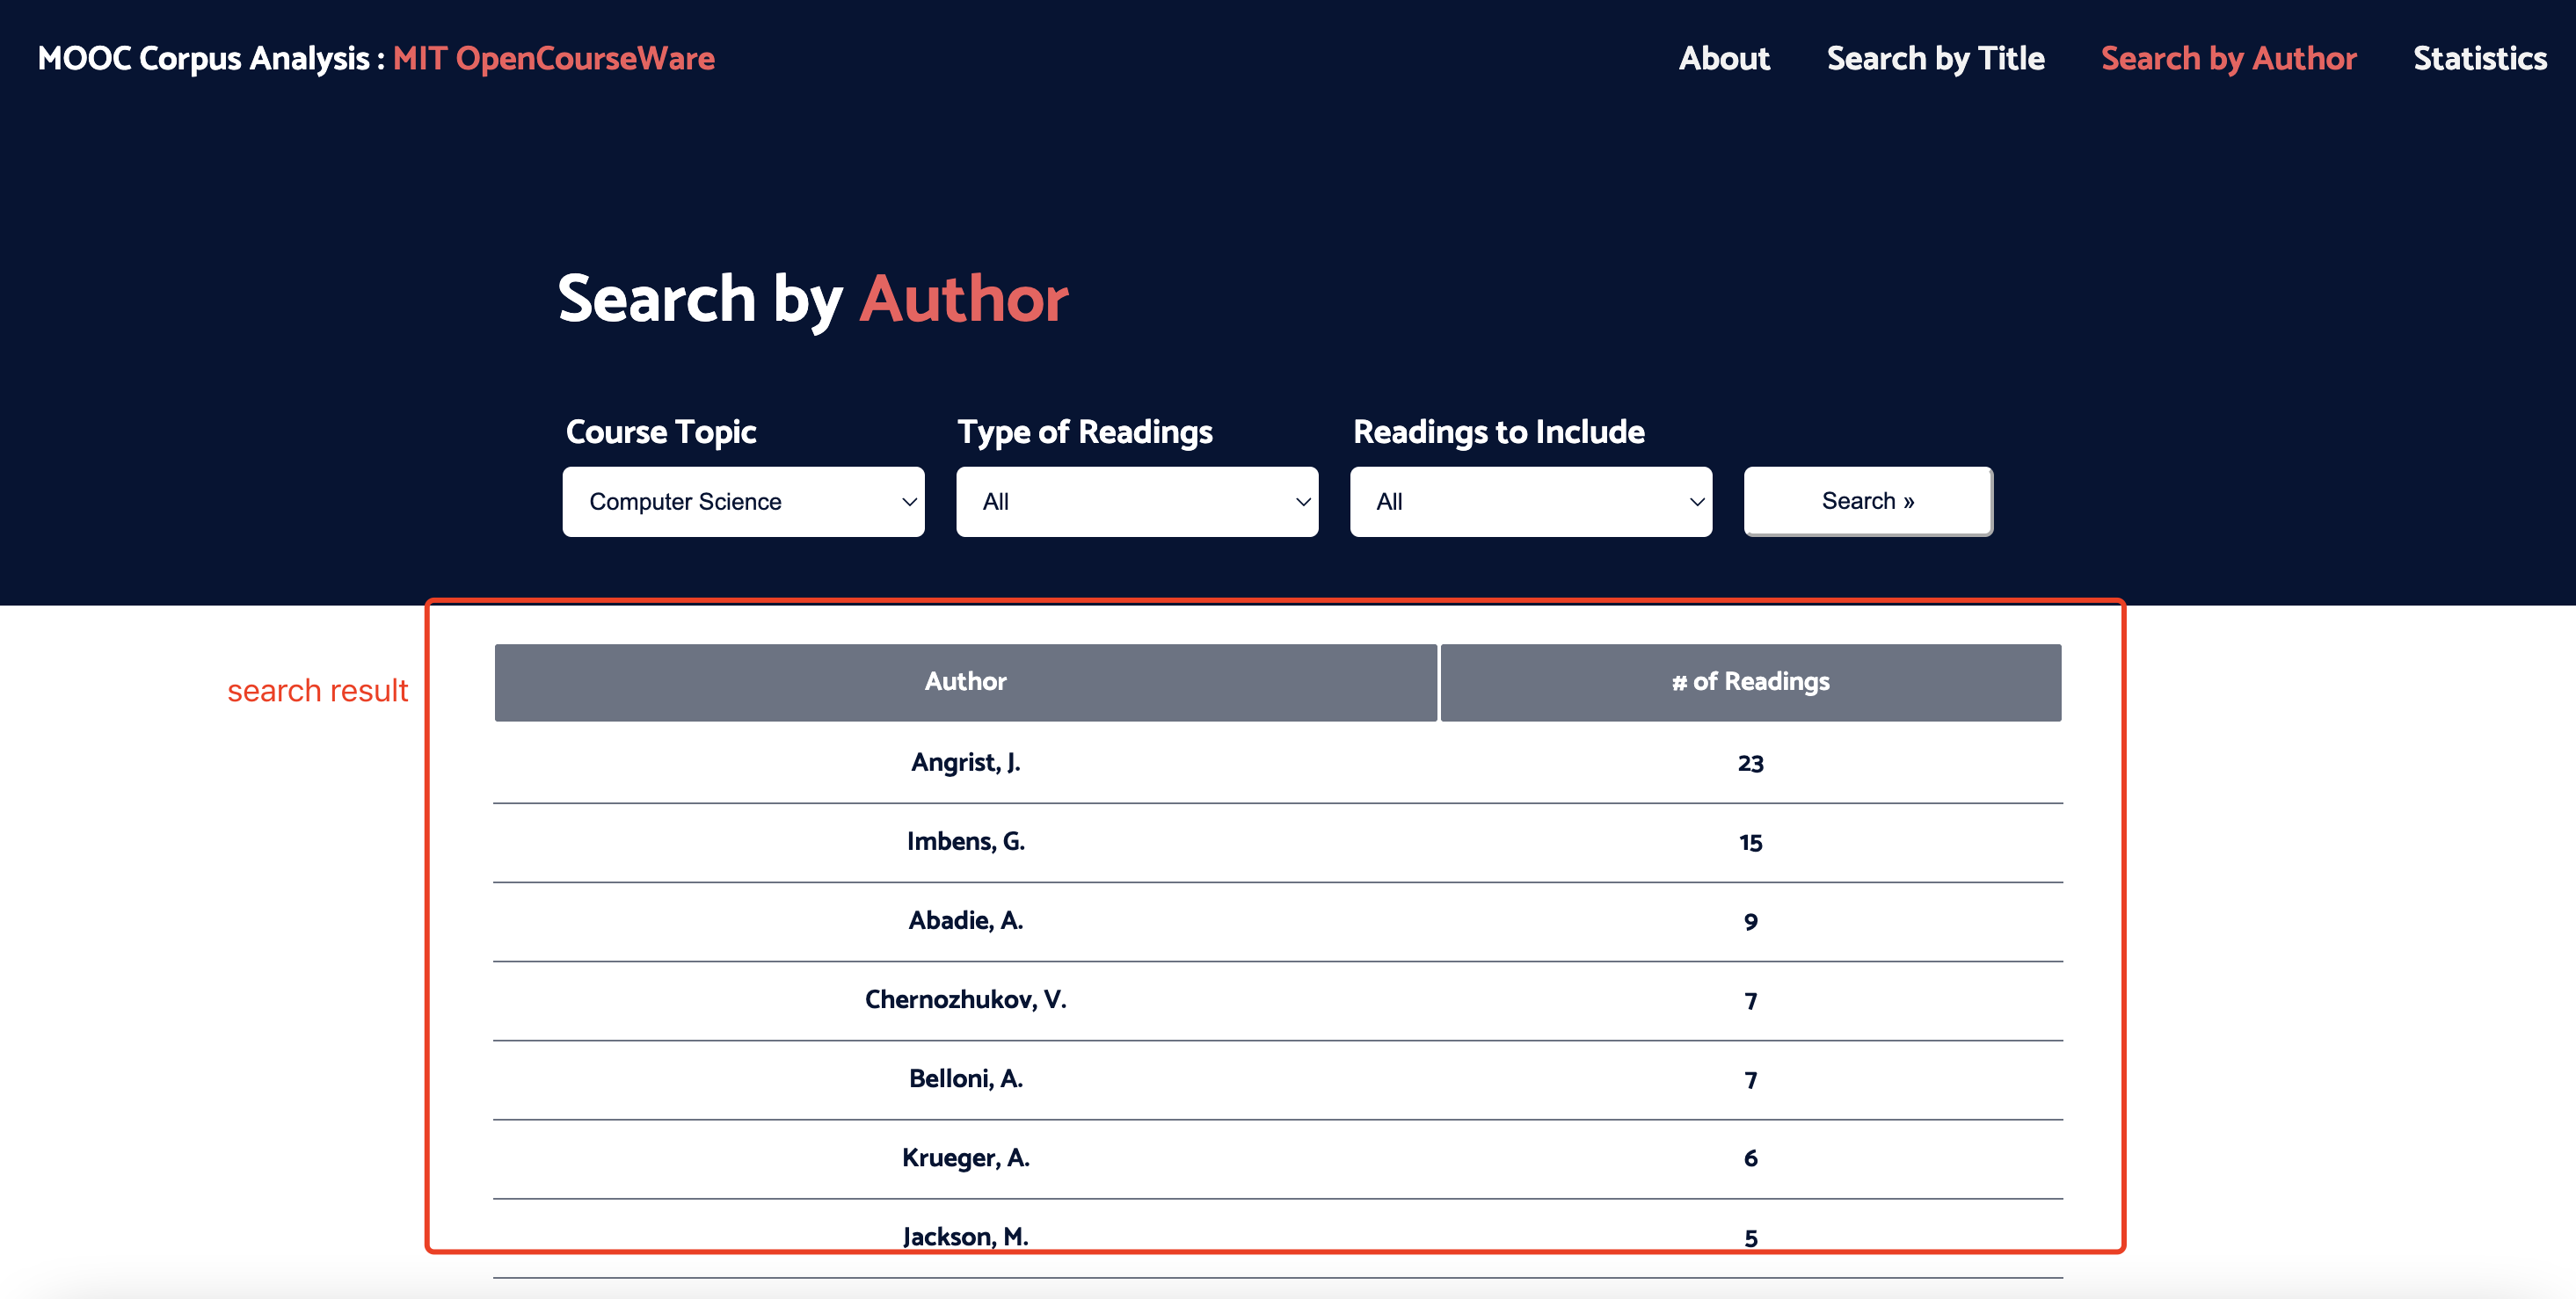 MOOC Corpus Analysis : MIT OpenCourseWare
About Search by Title Search by Author Statistics
Search by Author
Course Topic Type of Readings Readings to Include
Computer Science All All Search »
search result
Author # of Readings
Angrist, J. 23
Imbens, G. 15
Abadie, A. 9
Chernozhukov, V. 7
Belloni, A. 7
Krueger, A. 6
Jackson, M. 5